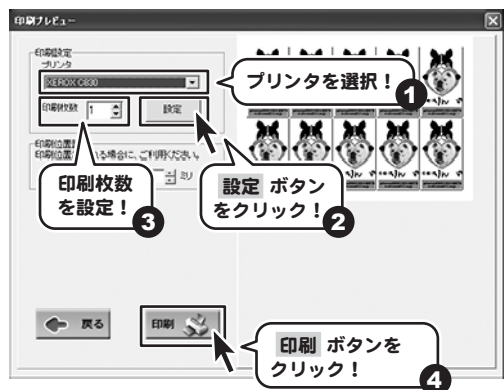 印刷プレビュー
印刷設定
プリンタ
XEROX C830
プリンタを選択！
1
印刷枚数
1
設定
印刷位置
れる場合に、ご利用ください。
ミリ
印刷枚数
を設定！
3
設定 ボタン
をクリック！
2
戻る
印刷
印刷 ボタンを
クリック！
4